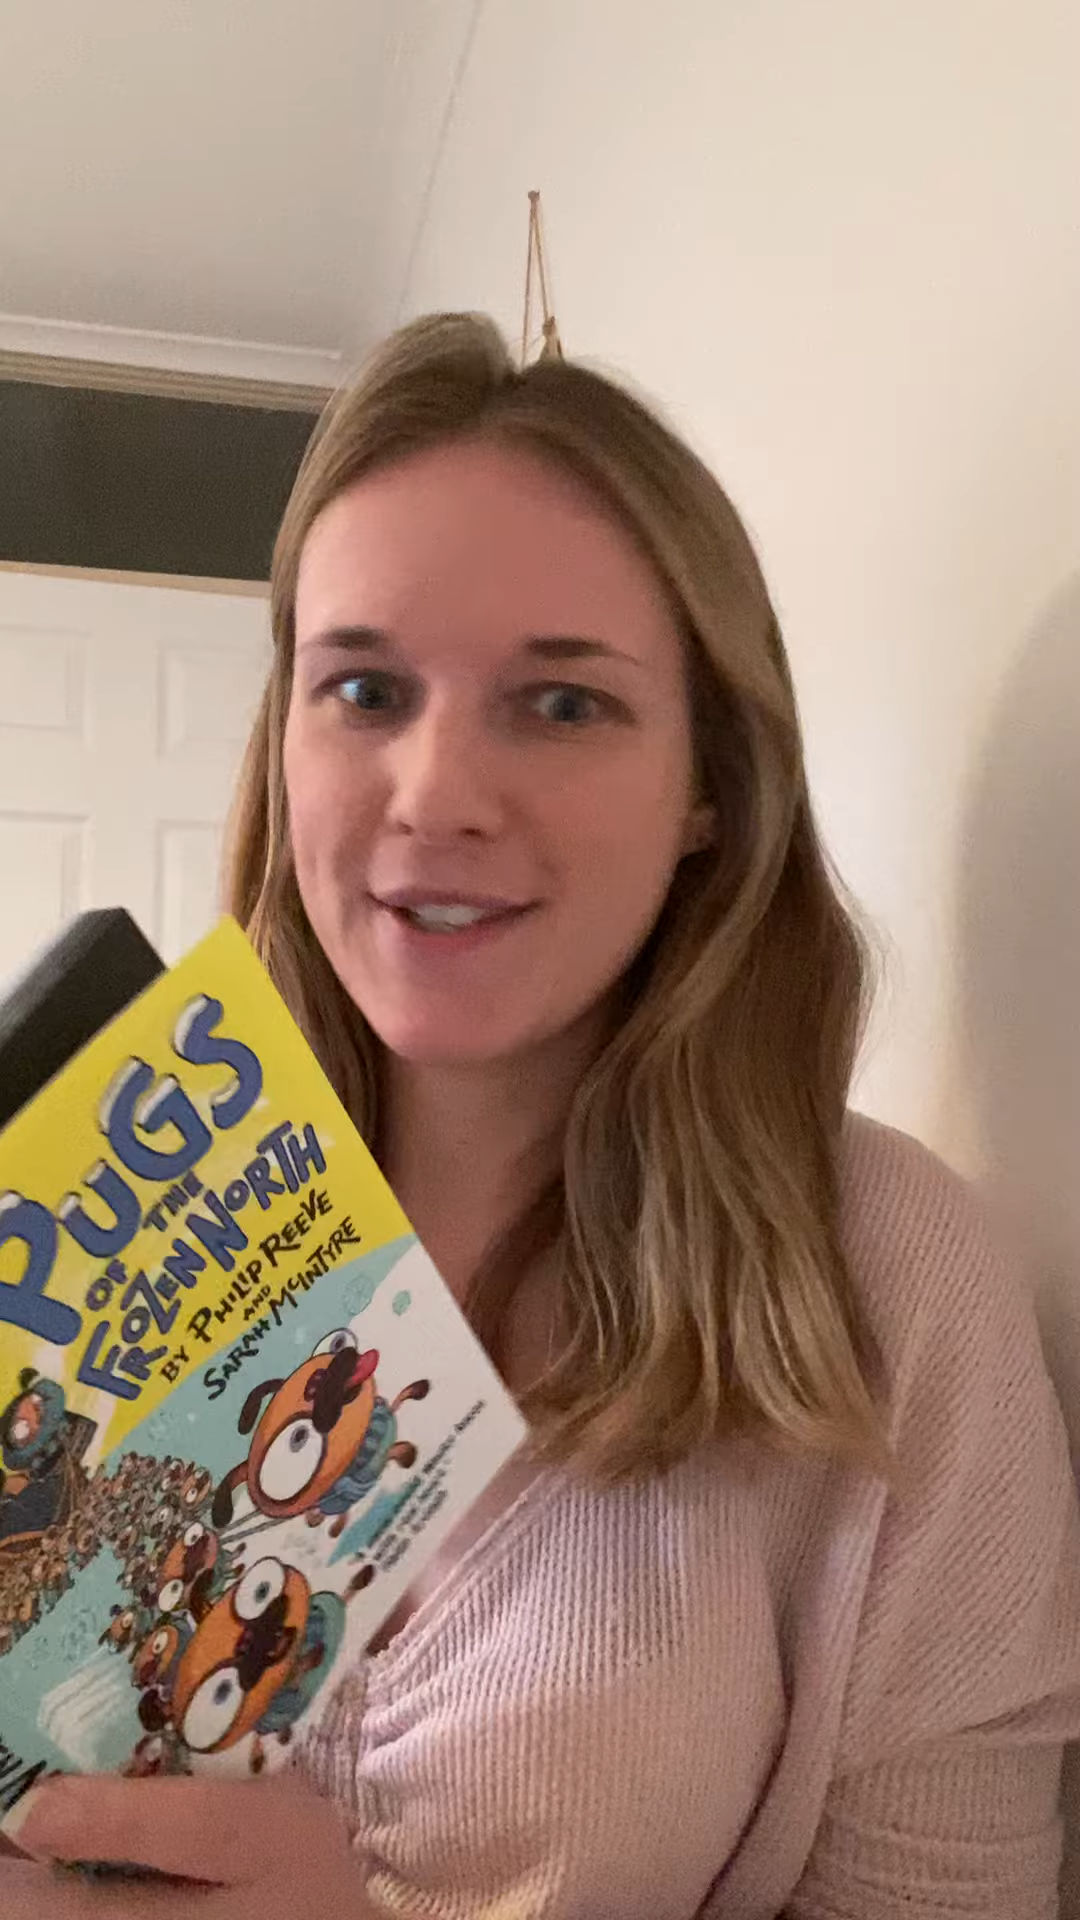 PUGS
OF THE
FROZEN NORTH
BY PHILIP REEVE
AND
SARAH MCINTYRE